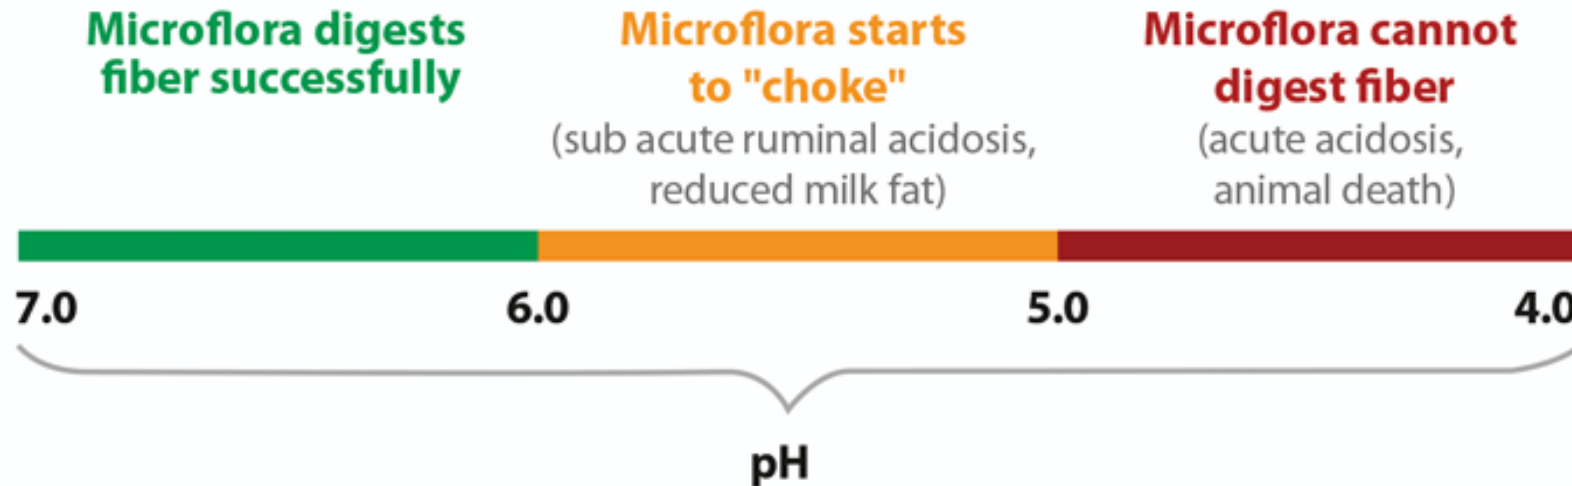 Microflora digests
fiber successfully
Microflora starts
to "choke"
(sub acute ruminal acidosis,
reduced milk fat)
Microflora cannot
digest fiber
(acute acidosis,
animal death)
7.0 6.0 5.0 4.0
pH